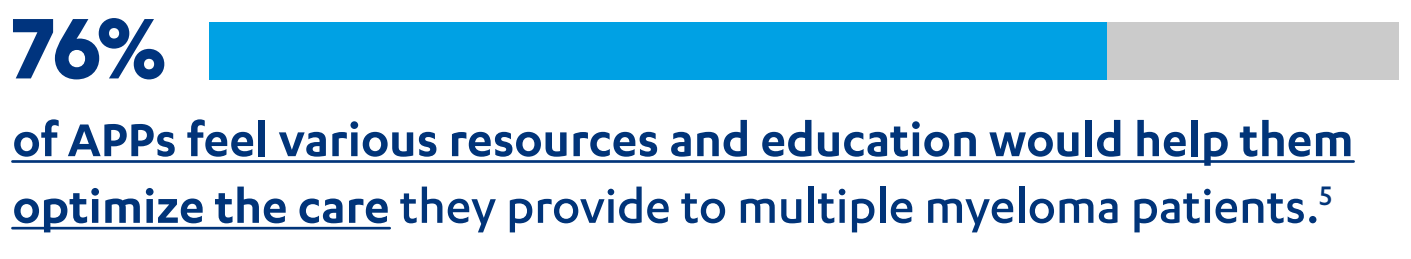 76%
of APPs feel various resources and education would help them
optimize the care they provide to multiple myeloma patients.⁵